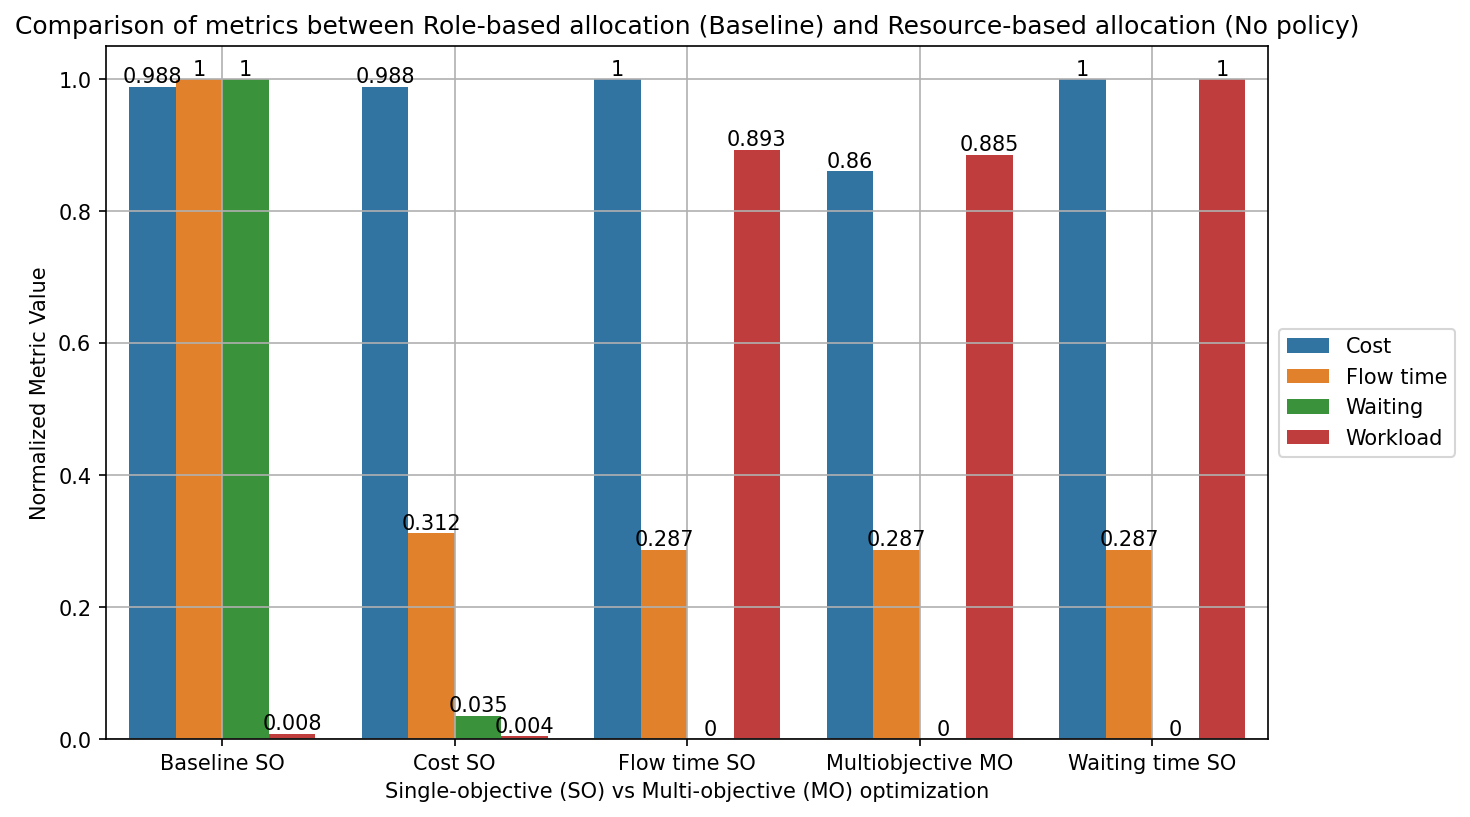 Comparison of metrics between Role-based allocation (Baseline) and Resource-based allocation (No policy)
Normalized Metric Value
1.0
0.8
0.6
0.4
0.2
0.0
0.988
1
1
0.008
0.988
0.312
0.035
0.004
1
0.287
0
0.893
0.86
0.287
0
0.885
1
0.287
0
1
Baseline SO
Cost SO
Flow time SO
Multiobjective MO
Waiting time SO
Single-objective (SO) vs Multi-objective (MO) optimization
Cost
Flow time
Waiting
Workload